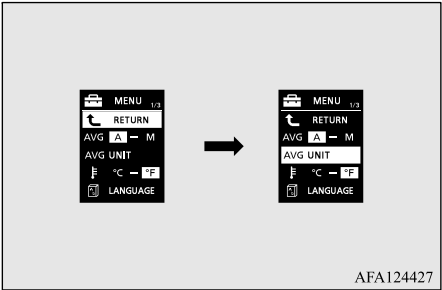 MENU 1/3
RETURN
AVG A – M
AVG UNIT
°C – °F
LANGUAGE
MENU 1/3
RETURN
AVG A – M
AVG UNIT
°C – °F
LANGUAGE
AFA124427